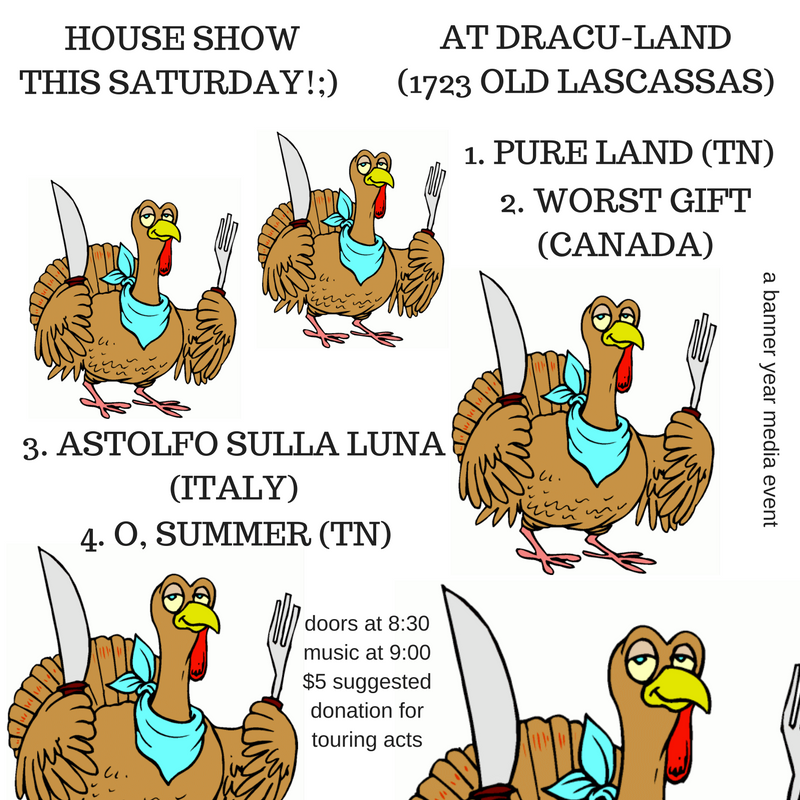 HOUSE SHOW
THIS SATURDAY!;)
AT DRACU-LAND
(1723 OLD LASCASSAS)
1. PURE LAND (TN)
2. WORST GIFT
(CANADA)
3. ASTOLFO SULLA LUNA
(ITALY)
4. O, SUMMER (TN)
a banner year media event
doors at 8:30
music at 9:00
$5 suggested
donation for
touring acts